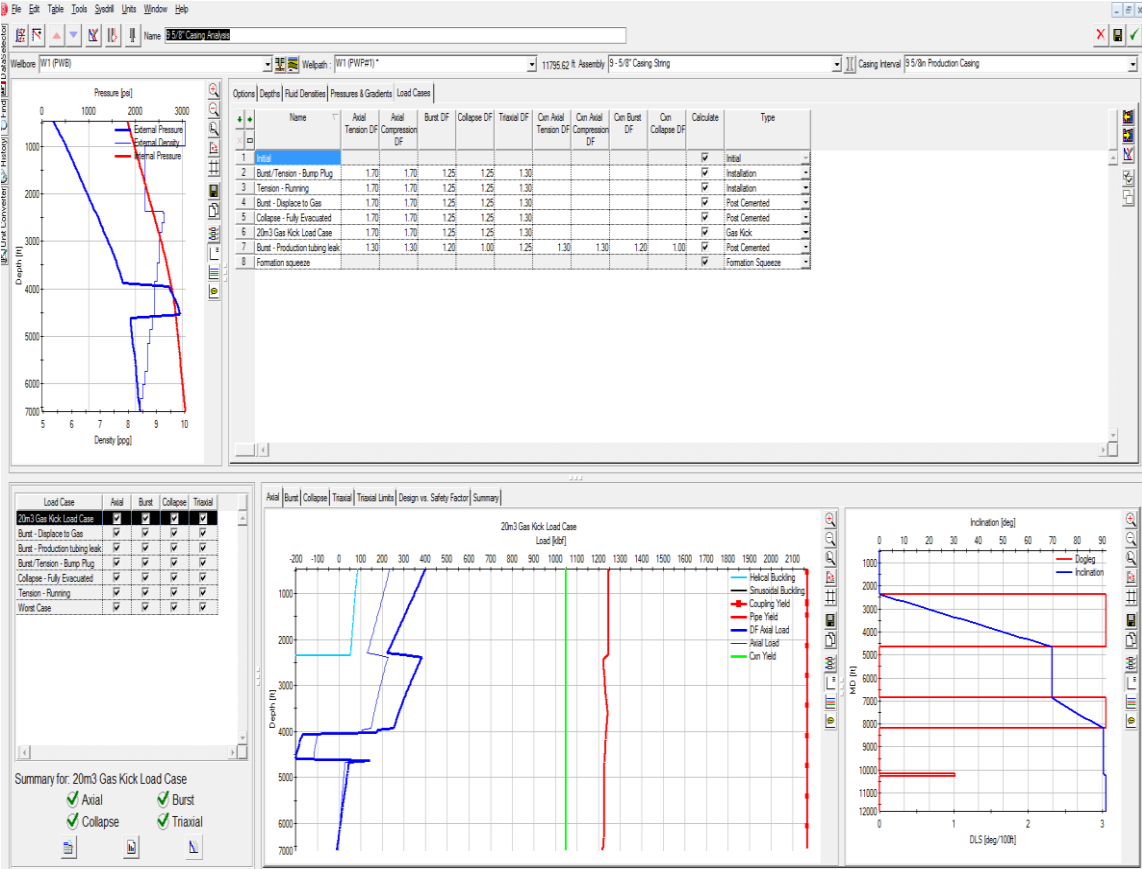 File Edit Table Tools Sysdrill Units Window Help
Name 9 5/8" Casing Analysis
Wellbore W1 (PWB) Wellpath : W1 (PWP#1) * 11795.62 ft Assembly 9 - 5/8" Casing String Casing interval 9 5/8in Production Casing
DataSelector
Find
History
Unit Converter
Pressure [psi]
0 1000 2000 3000
External Pressure
External Density
Internal Pressure
Depth [ft]
1000
2000
3000
4000
5000
6000
7000
5 6 7 8 9 10
Density [ppg]
Options Depths Fluid Densities Pressures & Gradients Load Cases
Name Axial Tension DF Axial Compression DF Burst DF Collapse DF Triaxial DF Cxn Axial Tension DF Cxn Axial Compression DF Cxn Burst DF Cxn Collapse DF Calculate Type
1 Initial Initial
2 Burst/Tension - Bump Plug 1.70 1.70 1.25 1.25 1.30 Installation
3 Tension - Running 1.70 1.70 1.25 1.25 1.30 Installation
4 Burst - Displace to Gas 1.70 1.70 1.25 1.25 1.30 Post Cemented
5 Collapse - Fully Evacuated 1.70 1.70 1.25 1.25 1.30 Post Cemented
6 20m3 Gas Kick Load Case 1.70 1.70 1.25 1.25 1.30 Gas Kick
7 Burst - Production tubing leak 1.30 1.30 1.20 1.00 1.25 1.30 1.30 1.20 1.00 Post Cemented
8 Formation squeeze Formation Squeeze
Load Case Axial Burst Collapse Triaxial
20m3 Gas Kick Load Case
Burst - Displace to Gas
Burst - Production tubing leak
Burst/Tension - Bump Plug
Collapse - Fully Evacuated
Tension - Running
Worst Case
Summary for: 20m3 Gas Kick Load Case
Axial Burst
Collapse Triaxial
Axial Burst Collapse Triaxial Triaxial Limits Design vs. Safety Factor Summary
20m3 Gas Kick Load Case
Load [kbf]
-200 -100 0 100 200 300 400 500 600 700 800 900 1000 1100 1200 1300 1400 1500 1600 1700 1800 1900 2000 2100
Helical Buckling
Sinusoidal Buckling
Coupling Yield
Pipe Yield
DF Axial Load
Axial Load
Cxn Yield
Depth [ft]
1000
2000
3000
4000
5000
6000
7000
Inclination [deg]
0 10 20 30 40 50 60 70 80 90
Dogleg
Inclination
MD [ft]
1000
2000
3000
4000
5000
6000
7000
8000
9000
10000
11000
12000
0 1 2 3
DLS [deg/100ft]